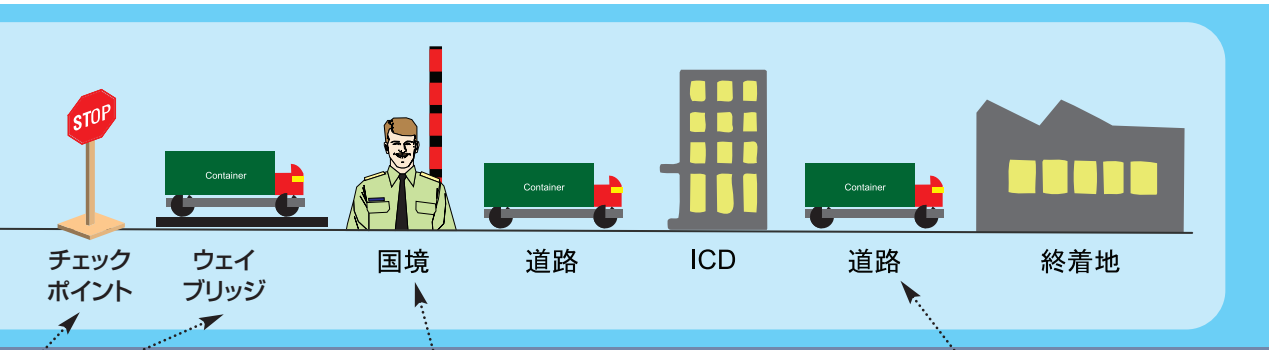 STOP
Container
Container
Container
チェック
ポイント
ウェイ
ブリッジ
国境
道路
ICD
道路
終着地